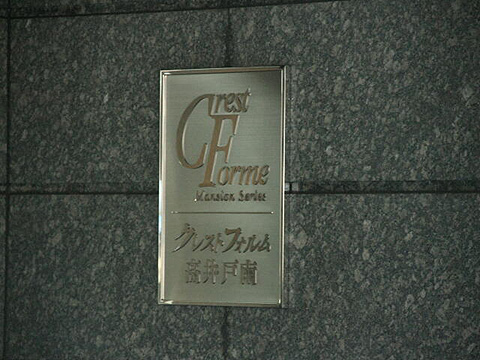 Crest
Forme
Mansion Series
クレストフォルム
高井戸南